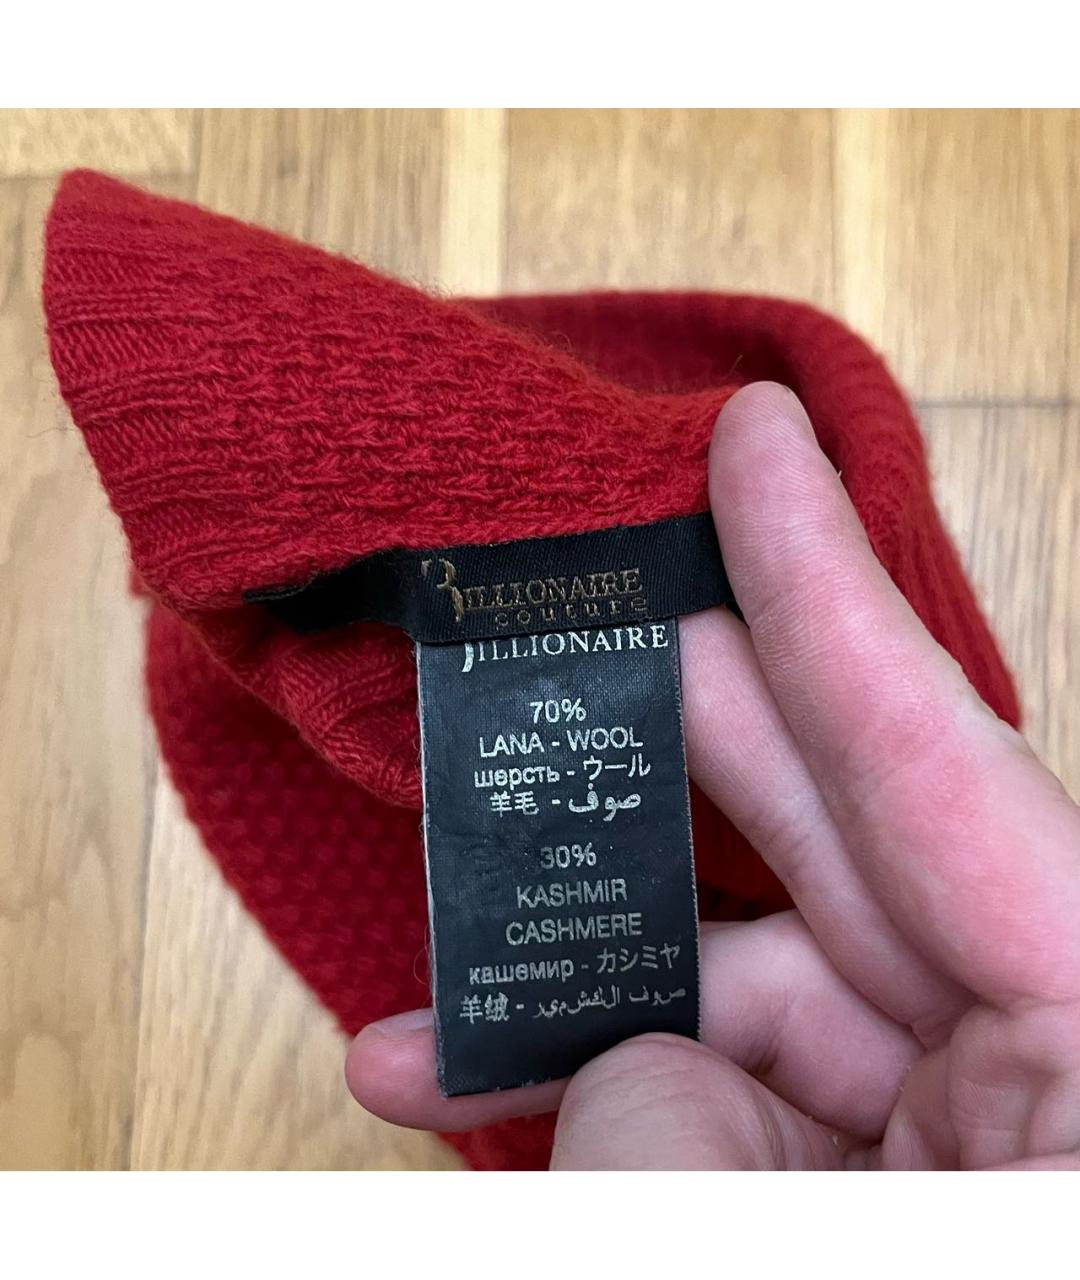 BILLIONAIRE
couture
BILLIONAIRE
70%
LANA - WOOL
шерсть - ウール
羊毛 - صوف
30%
KASHMIR
CASHMERE
кашемир - カシミヤ
羊绒 - صوف الكشمير